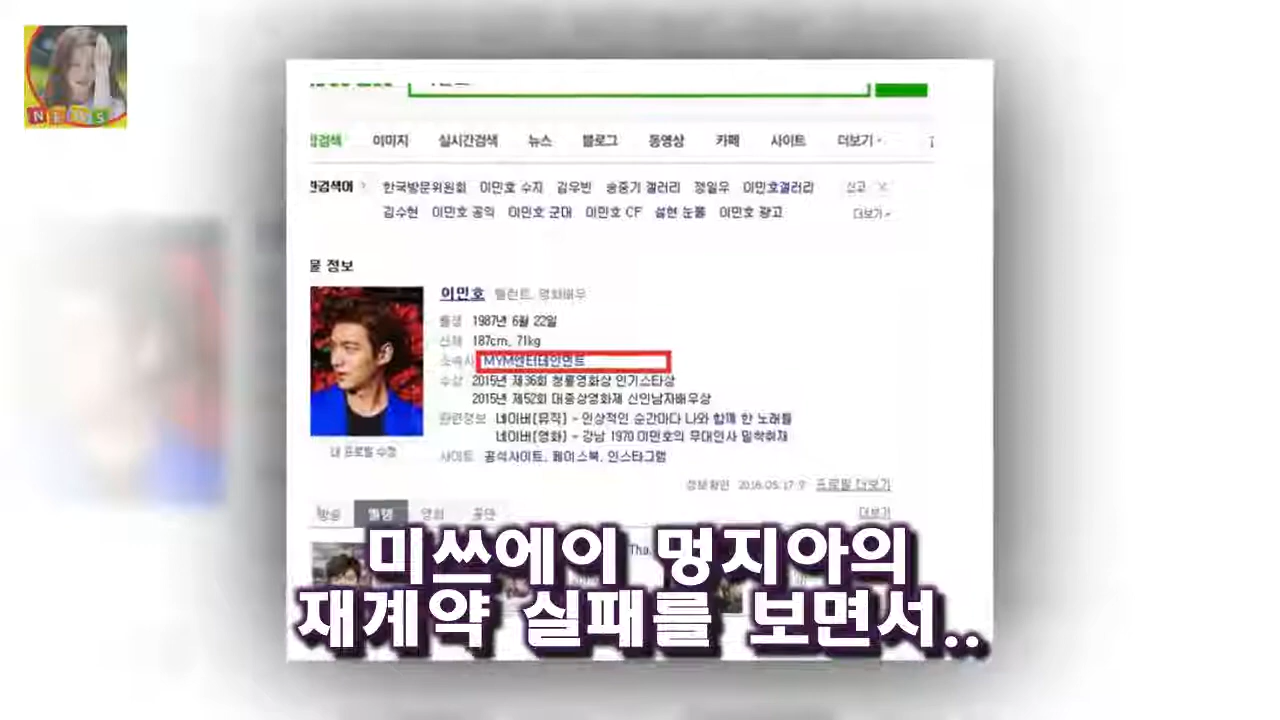 NEWS
합검색 이미지 실시간검색 뉴스 블로그 동영상 카페 사이트 더보기
관검색어 ? 한국방문위원회 이민호 수지 김우빈 송중기 갤러리 정일우 이민호갤러리 신고 X
김수현 이민호 공익 이민호 군대 이민호 CF 설현 눈물 이민호 광고 더보기
물 정보
이민호 탤런트, 영화배우
출생 1987년 6월 22일
신체 187cm, 71kg
소속사 MYM엔터테인먼트
수상 2015년 제36회 청룡영화상 인기스타상
2015년 제52회 대종상영화제 신인남자배우상
관련정보 네이버[뮤직] - 인상적인 순간마다 나와 함께 한 노래들
네이버[영화] - 강남 1970 이민호의 무대인사 밀착취재
사이트 공식사이트, 페이스북, 인스타그램
내 프로필 수정
정보확인 2016.05.17. 프로필 더보기
방송 앨범 영화 공연 더보기
미쓰에이 멍지아의
재계약 실패를 보면서..